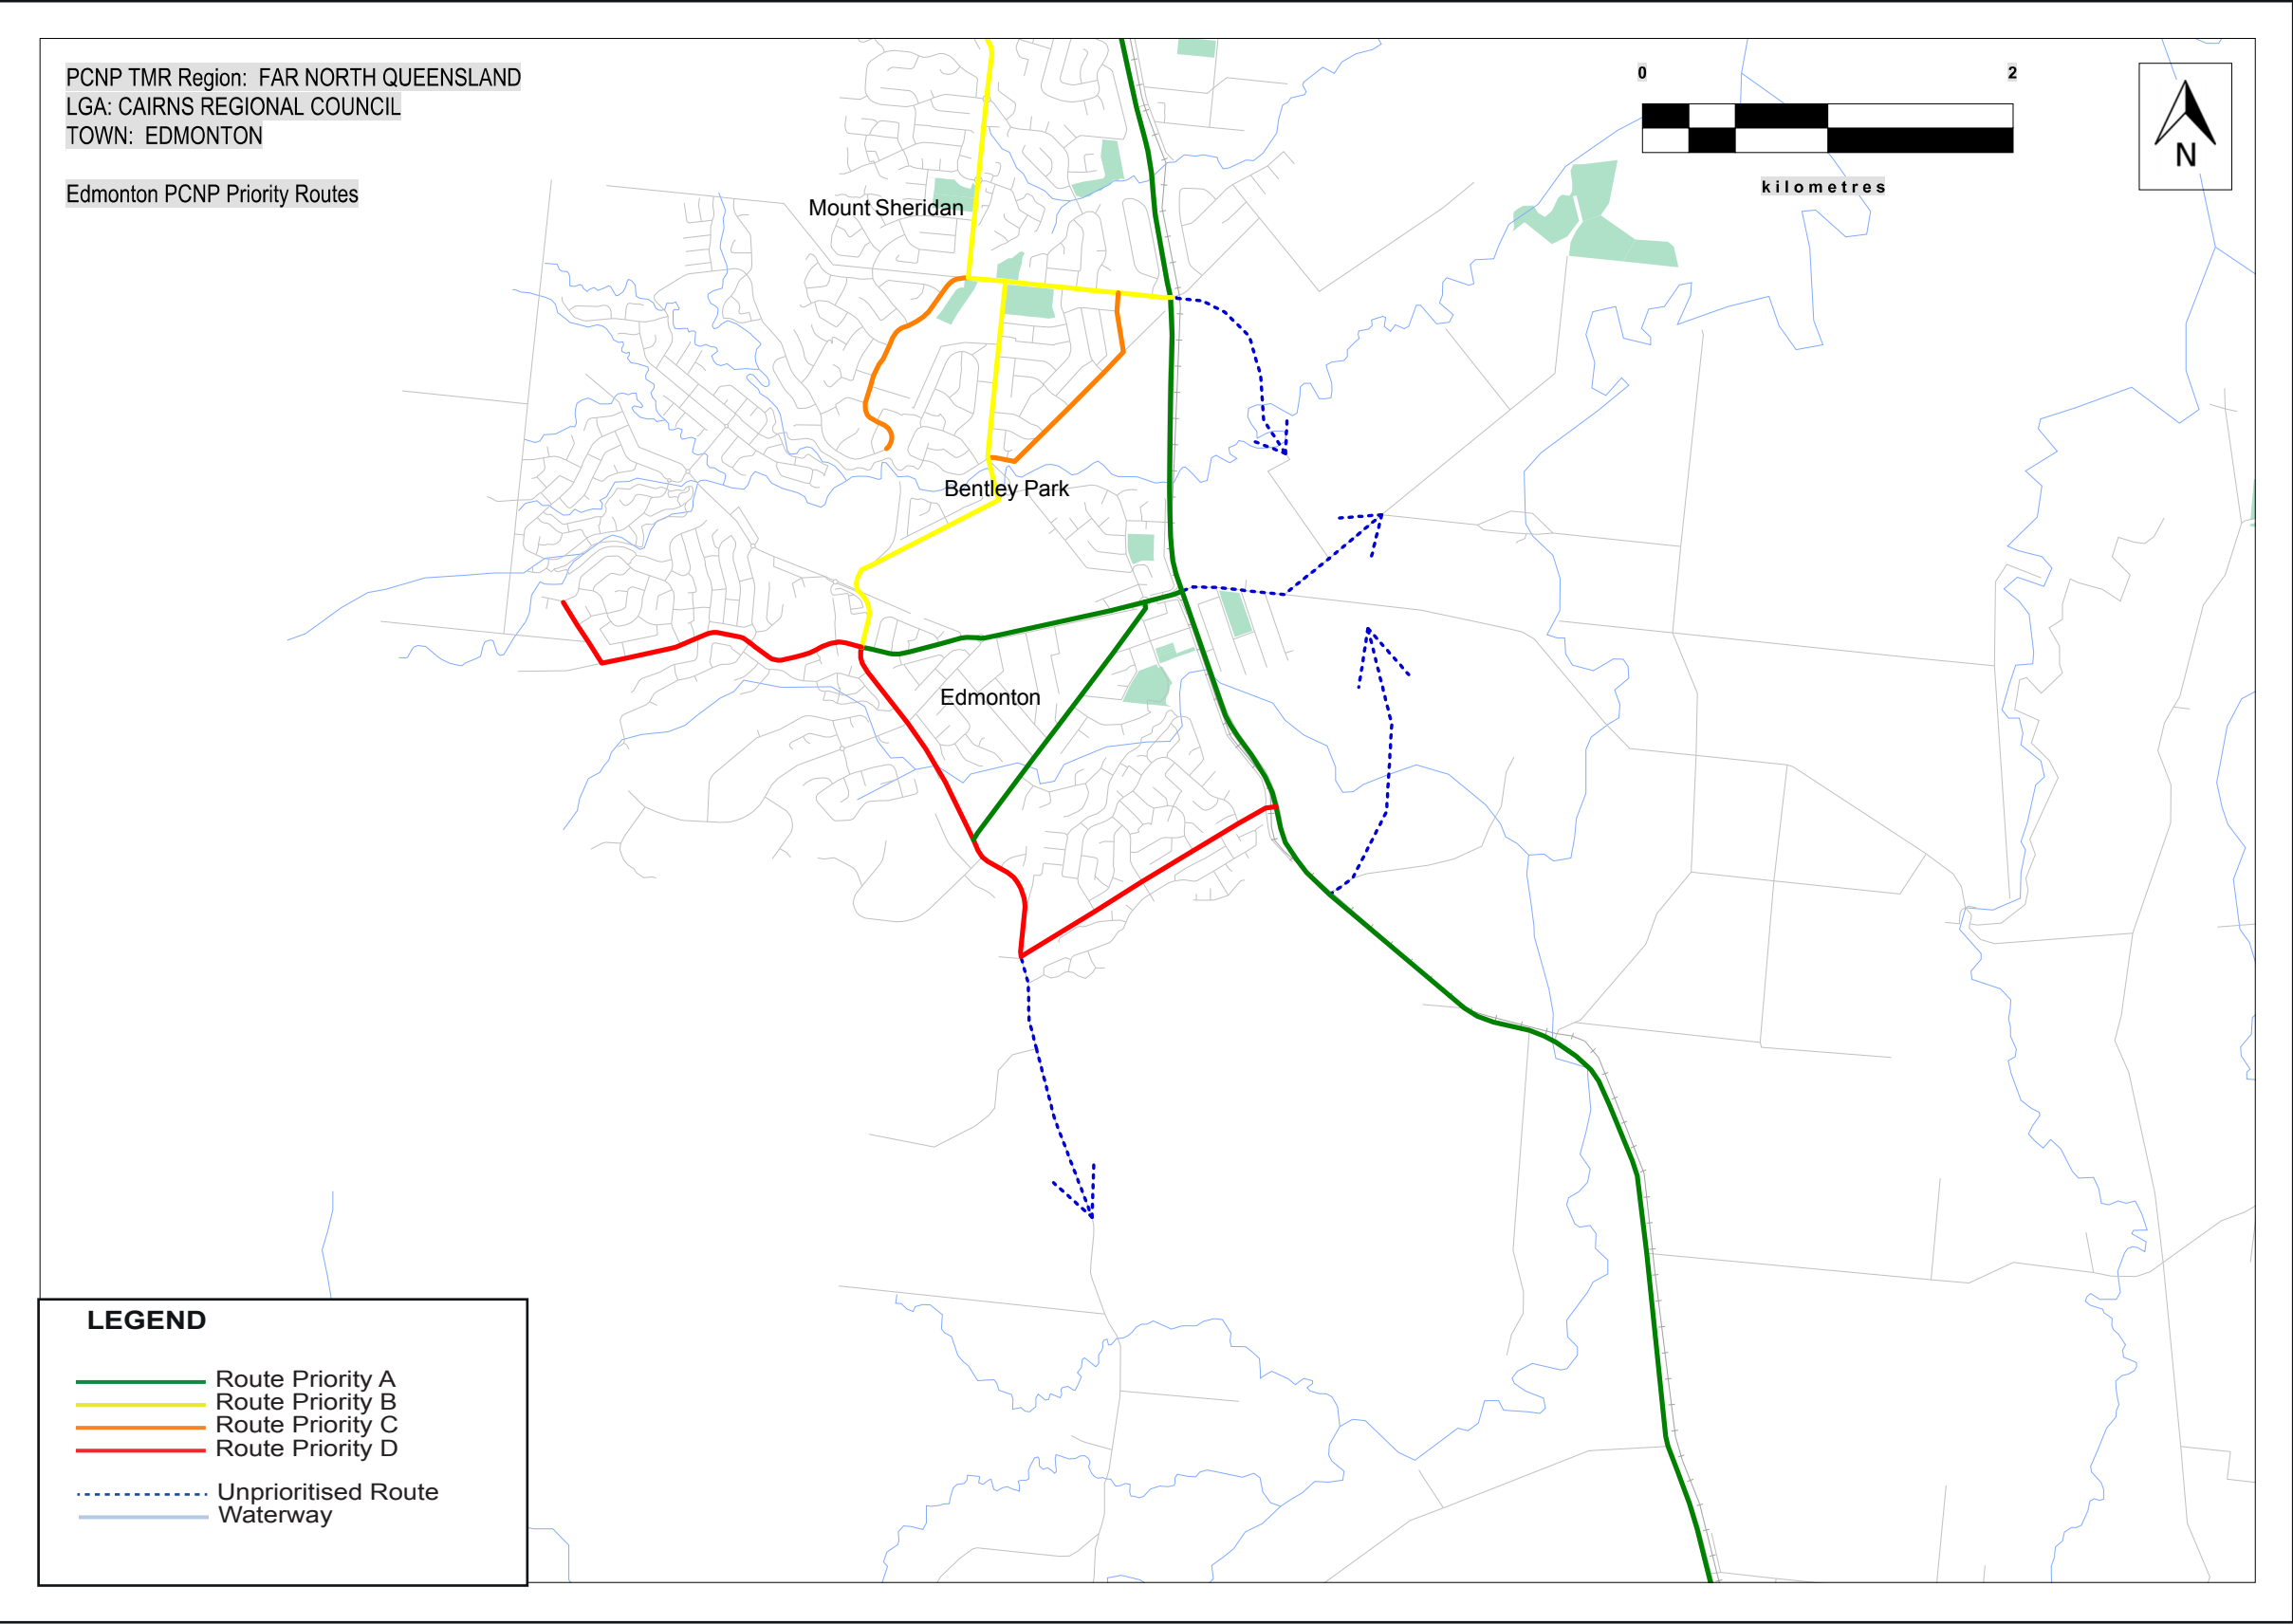 PCNP TMR Region:  FAR NORTH QUEENSLAND
LGA: CAIRNS REGIONAL COUNCIL
TOWN:  EDMONTON
Edmonton PCNP Priority Routes
0 2
kilometres
N
Mount Sheridan
Bentley Park
Edmonton
LEGEND
Route Priority A
Route Priority B
Route Priority C
Route Priority D
Unprioritised Route
Waterway